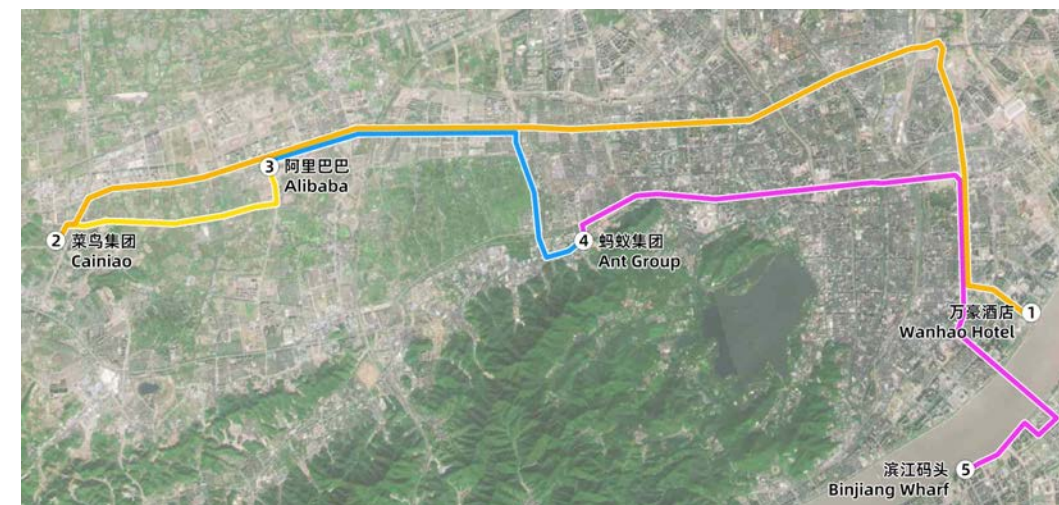 3 阿里巴巴
Alibaba
2 菜鸟集团
Cainiao
4 蚂蚁集团
Ant Group
万豪酒店 1
Wanhao Hotel
滨江码头 5
Binjiang Wharf